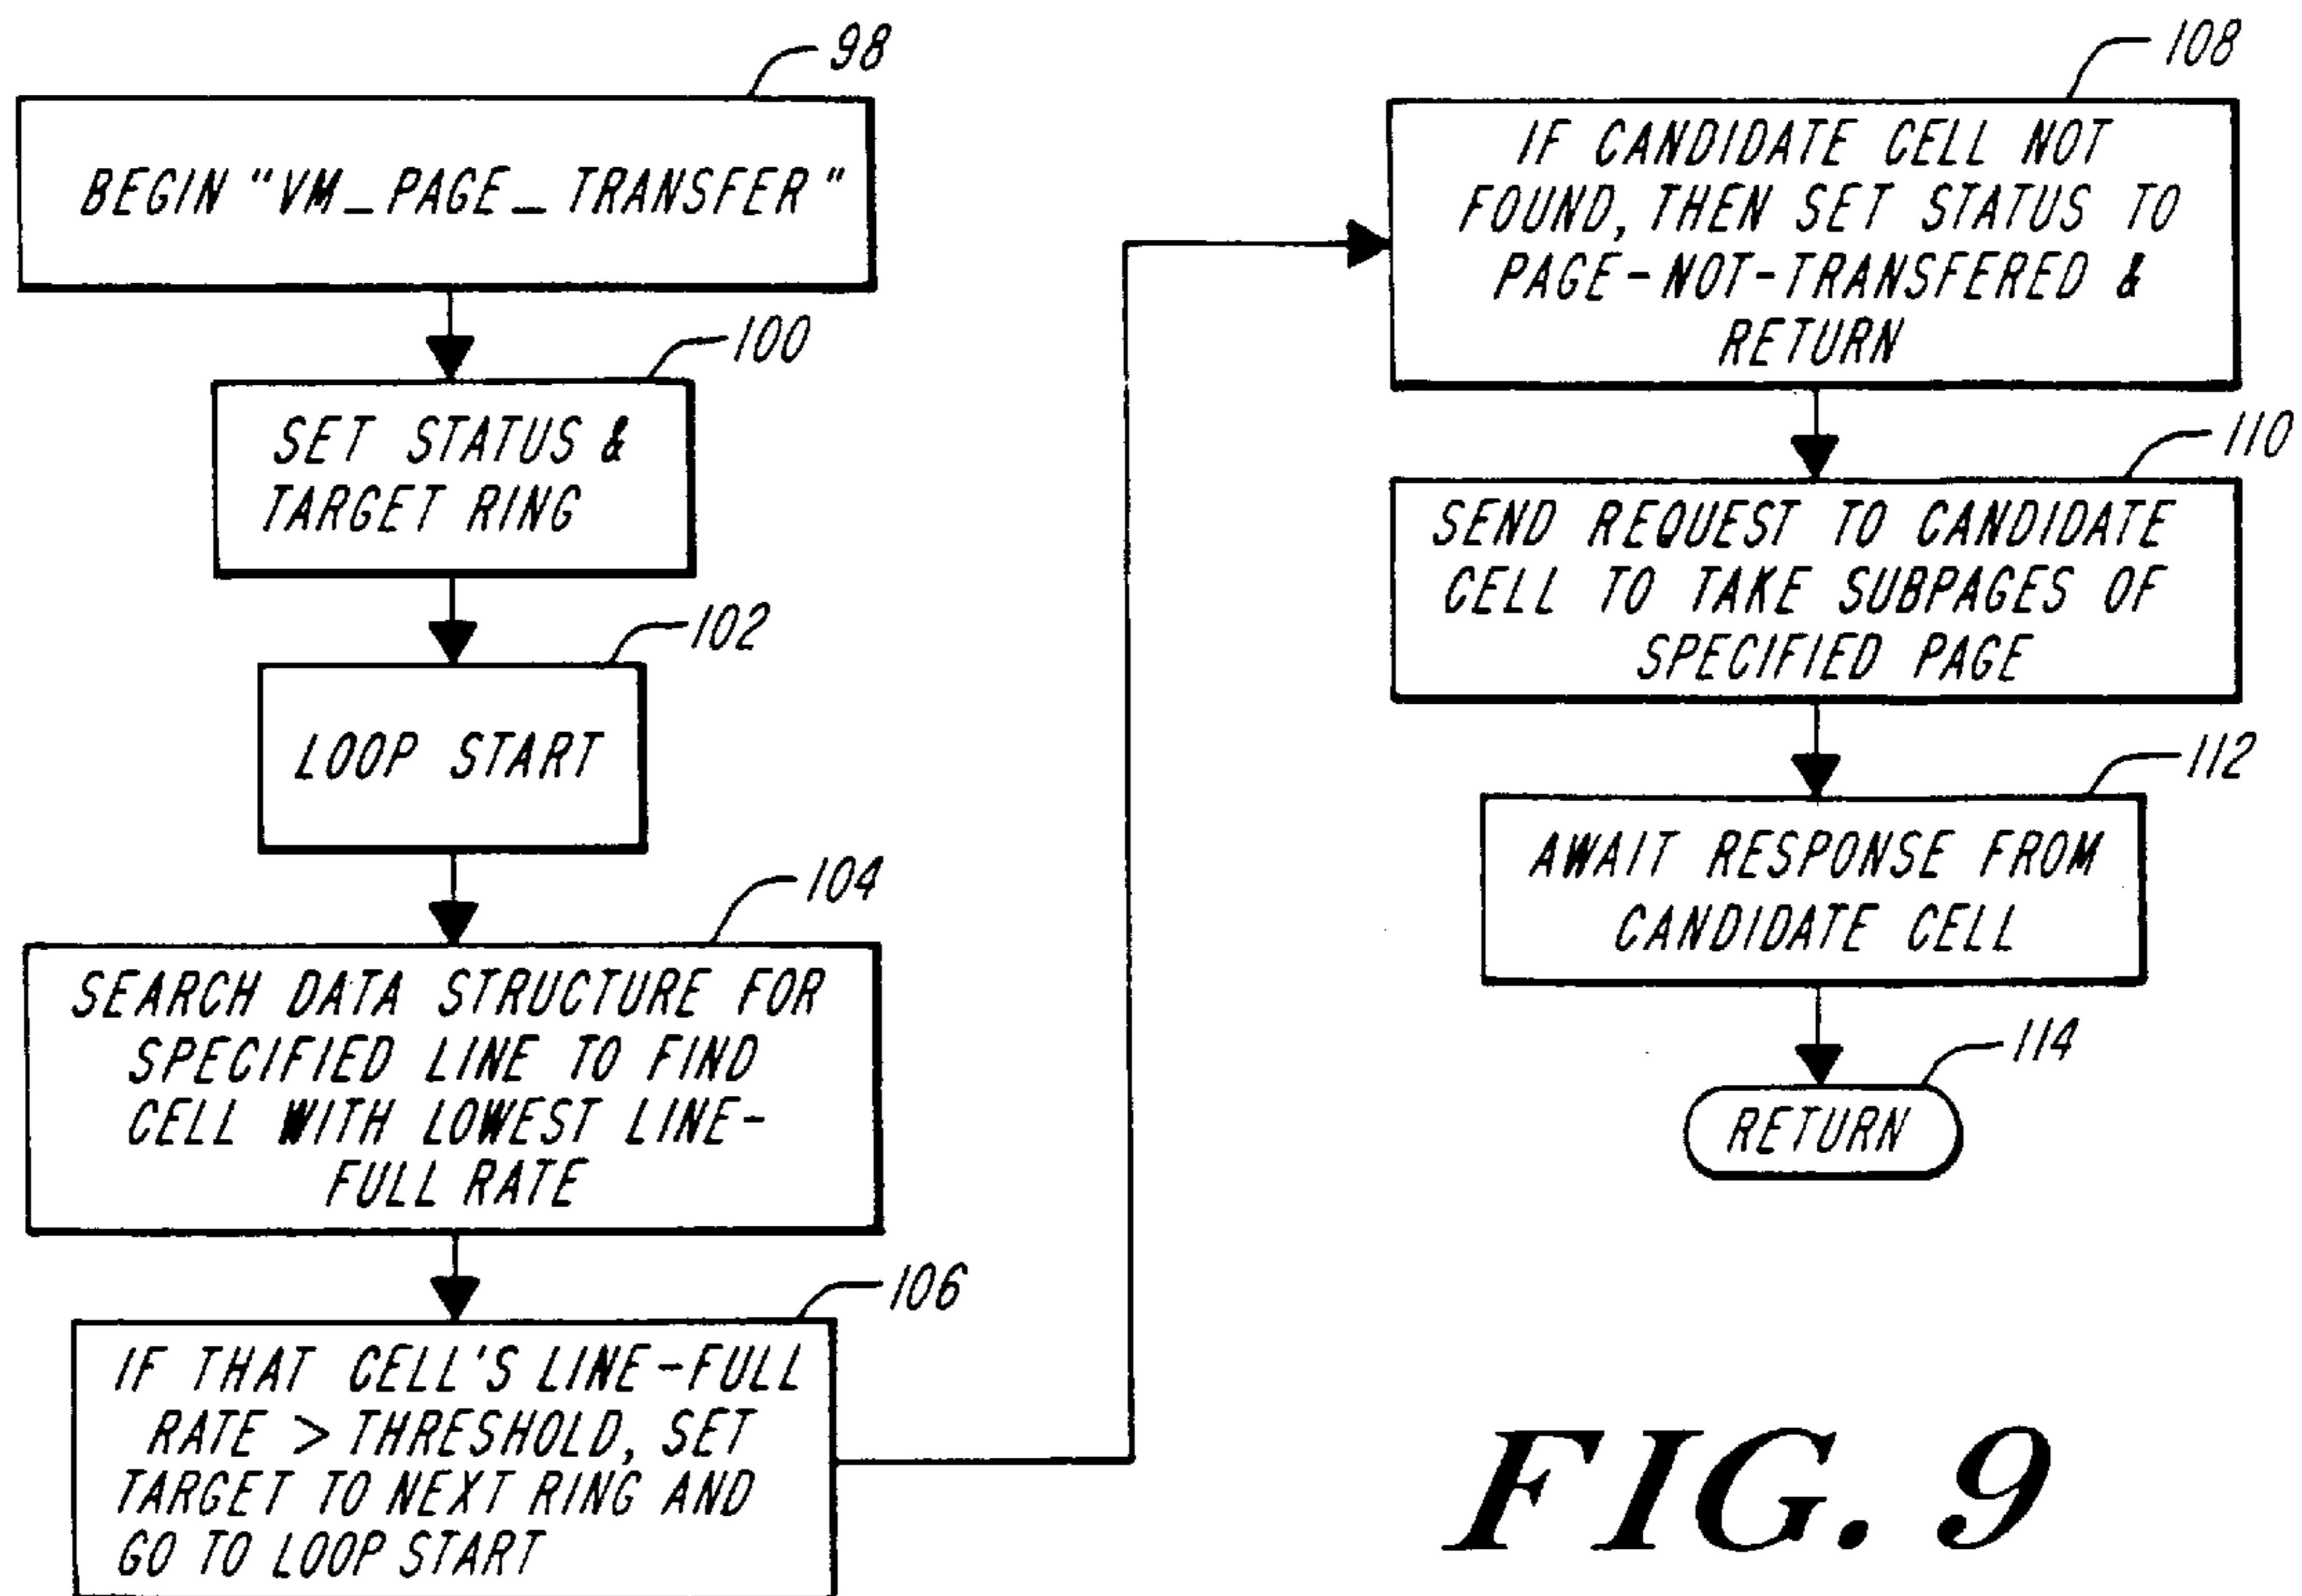 98
BEGIN "VM_PAGE_TRANSFER"
100
SET STATUS &
TARGET RING
102
LOOP START
104
SEARCH DATA STRUCTURE FOR
SPECIFIED LINE TO FIND
CELL WITH LOWEST LINE-
FULL RATE
106
IF THAT CELL'S LINE-FULL
RATE > THRESHOLD, SET
TARGET TO NEXT RING AND
GO TO LOOP START
108
IF CANDIDATE CELL NOT
FOUND, THEN SET STATUS TO
PAGE-NOT-TRANSFERED &
RETURN
110
SEND REQUEST TO CANDIDATE
CELL TO TAKE SUBPAGES OF
SPECIFIED PAGE
112
AWAIT RESPONSE FROM
CANDIDATE CELL
114
RETURN
FIG. 9